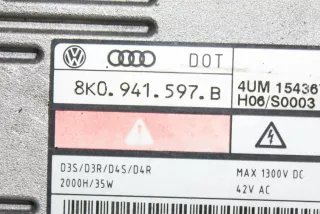 DOT
8K0.941.597.B
4UM 15436
H06/S0003
D3S/D3R/D4S/D4R
2000H/35W
MAX 1300V DC
42V AC